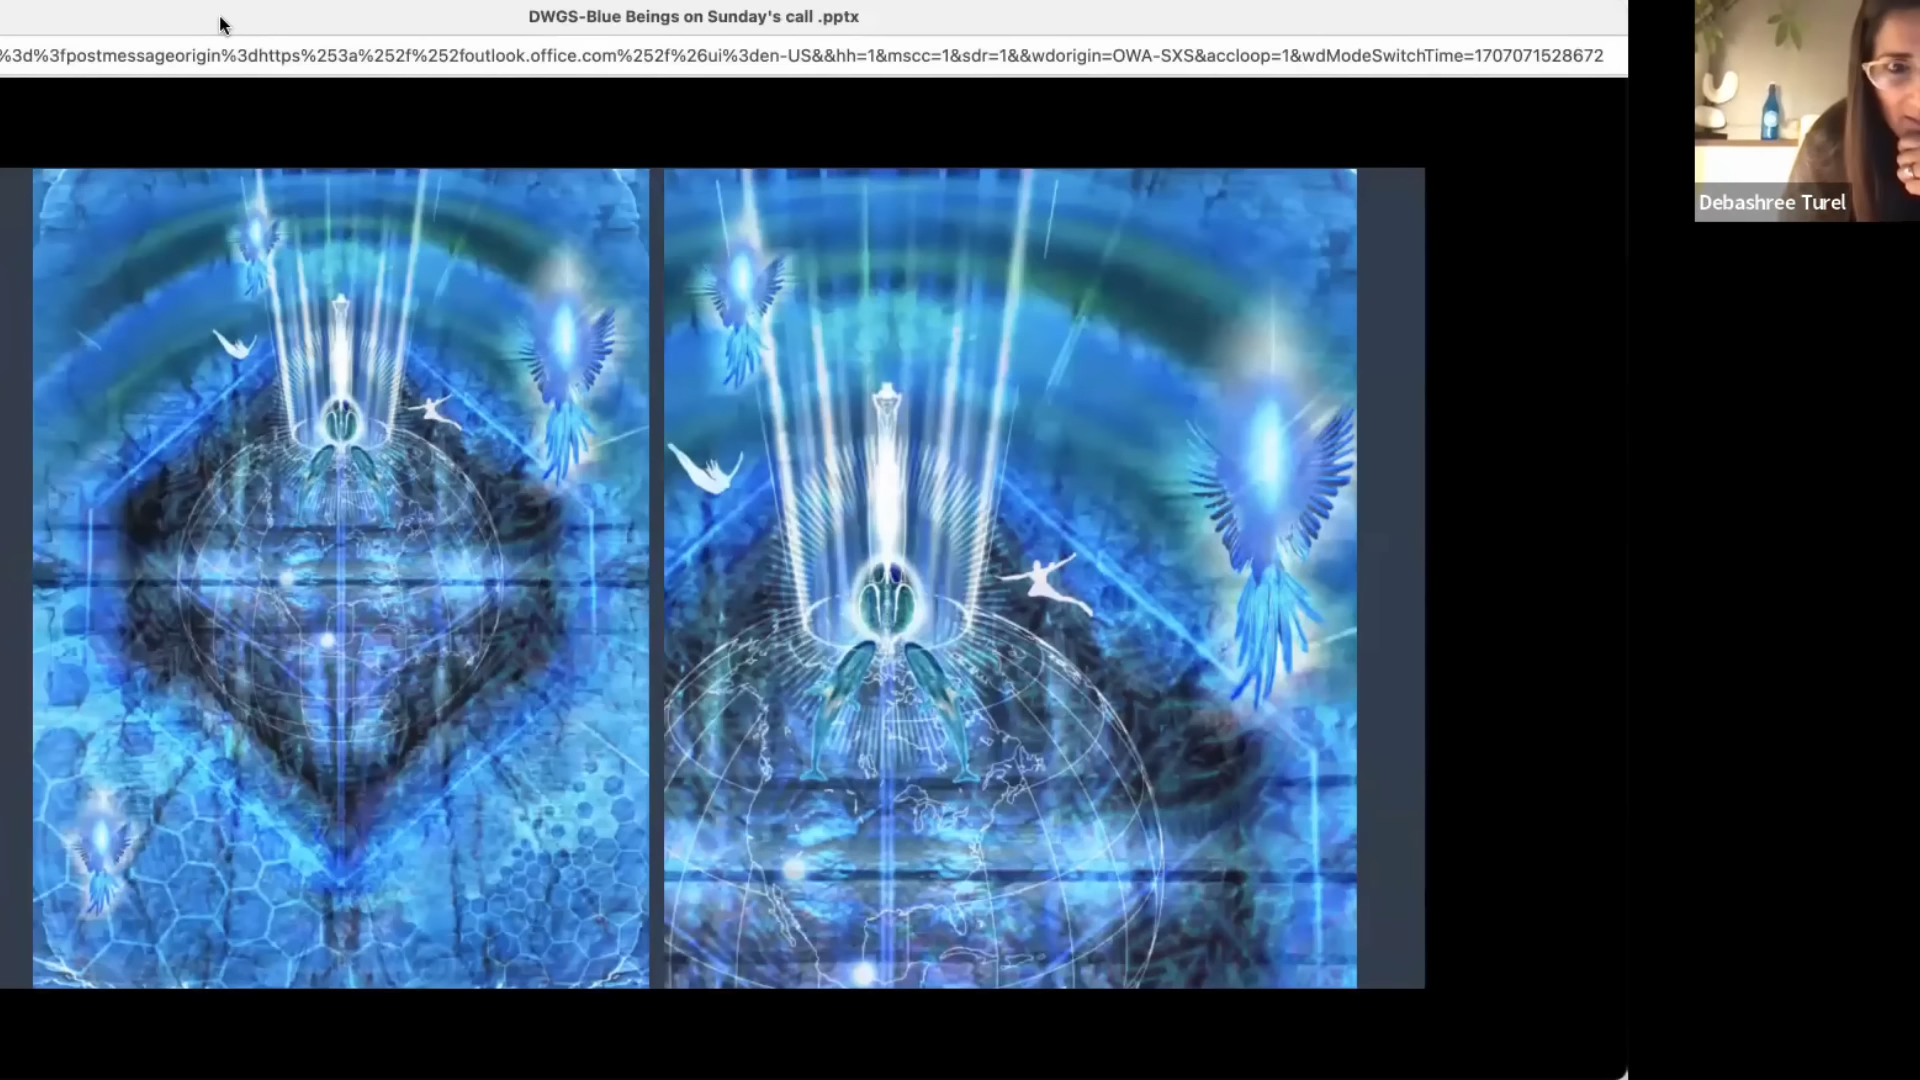 DWGS-Blue Beings on Sunday's call .pptx
%3d%3fpostmessageorigin%3dhttps%253a%252f%252foutlook.office.com%252f%26ui%3den-US&&hh=1&mscc=1&sdr=1&&wdorigin=OWA-SXS&accloop=1&wdModeSwitchTime=1707071528672
Debashree Turel